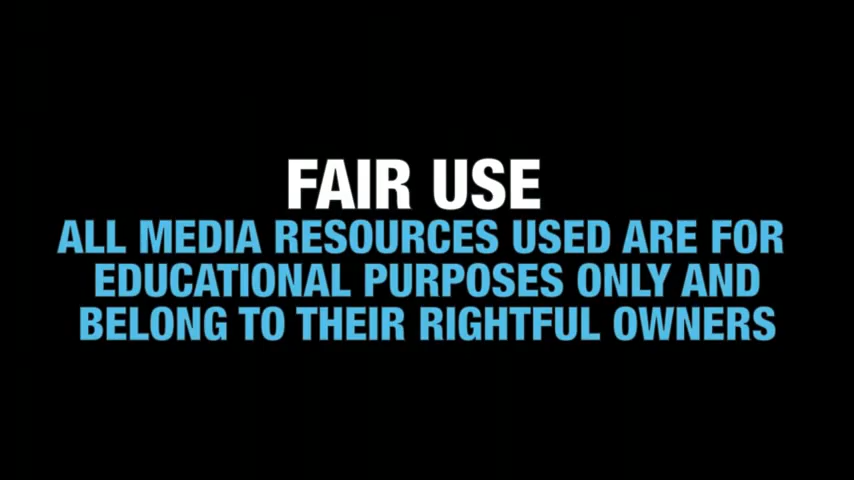 FAIR USE
ALL MEDIA RESOURCES USED ARE FOR
EDUCATIONAL PURPOSES ONLY AND
BELONG TO THEIR RIGHTFUL OWNERS